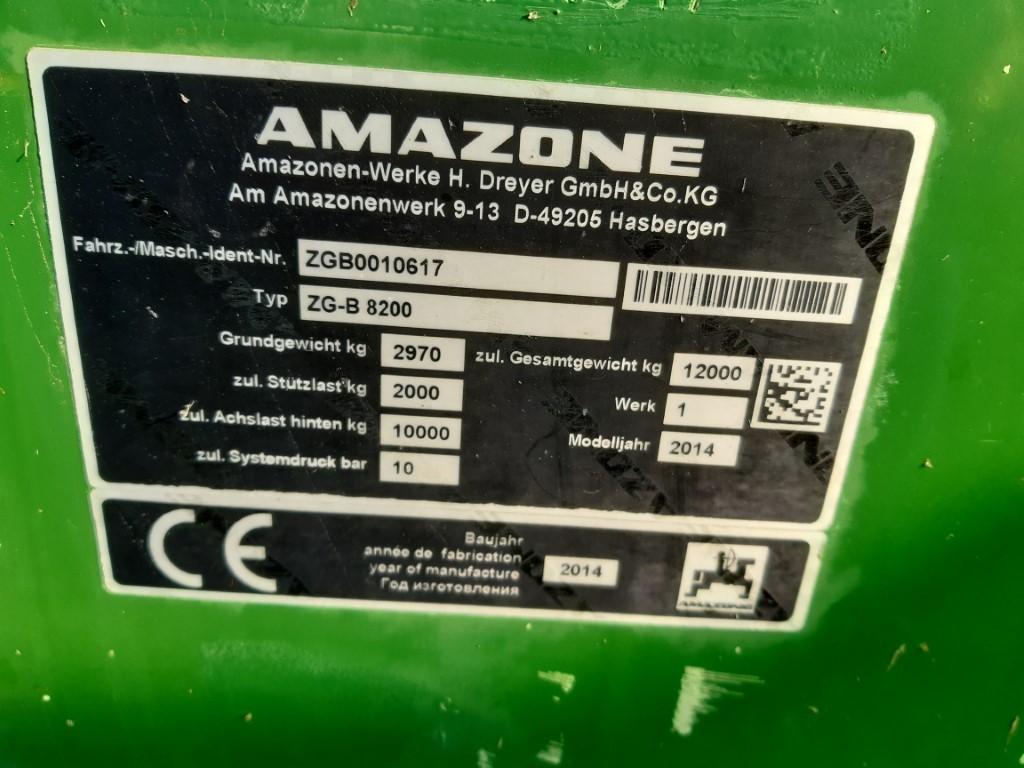 AMAZONE
Amazonen-Werke H. Dreyer GmbH&Co.KG
Am Amazonenwerk 9-13 D-49205 Hasbergen
Fahrz.-/Masch.-Ident-Nr. ZGB0010617
Typ ZG-B 8200
Grundgewicht kg 2970 zul. Gesamtgewicht kg 12000
zul. Stützlast kg 2000 Werk 1
zul. Achslast hinten kg 10000 Modelljahr 2014
zul. Systemdruck bar 10
CE
Baujahr
année de fabrication
year of manufacture 2014
Год изготовления
AMAZONE